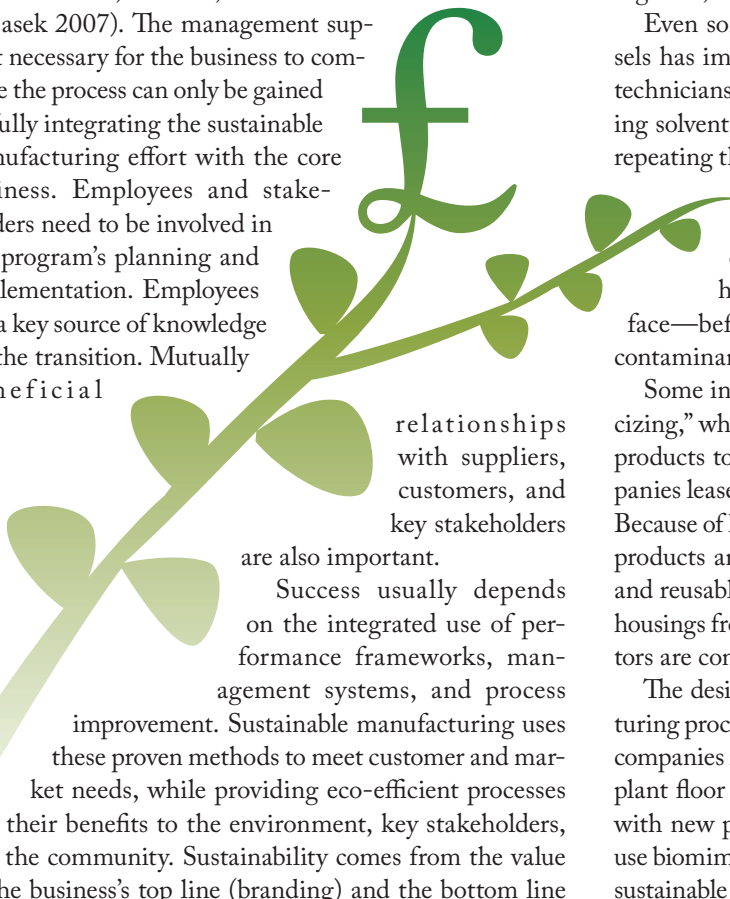 asek 2007). The management sup-
necessary for the business to com-
the process can only be gained
fully integrating the sustainable
nufacturing effort with the core
iness. Employees and stake-
ders need to be involved in
program's planning and
lementation. Employees
a key source of knowledge
the transition. Mutually
neficial
relationships
with suppliers,
customers, and
key stakeholders
are also important.
Success usually depends
on the integrated use of per-
formance frameworks, man-
agement systems, and process
improvement. Sustainable manufacturing uses
these proven methods to meet customer and mar-
ket needs, while providing eco-efficient processes
their benefits to the environment, key stakeholders,
the community. Sustainability comes from the value
he business's top line (branding) and the bottom line
£
Even so
sels has im
technicians
ing solvent
repeating th
h
face—bef
contaminan
Some in
cizing,” wh
products to
panies lease
Because of
products an
and reusabl
housings fr
tors are con
The desi
turing proc
companies
plant floor
with new p
use biomim
sustainable